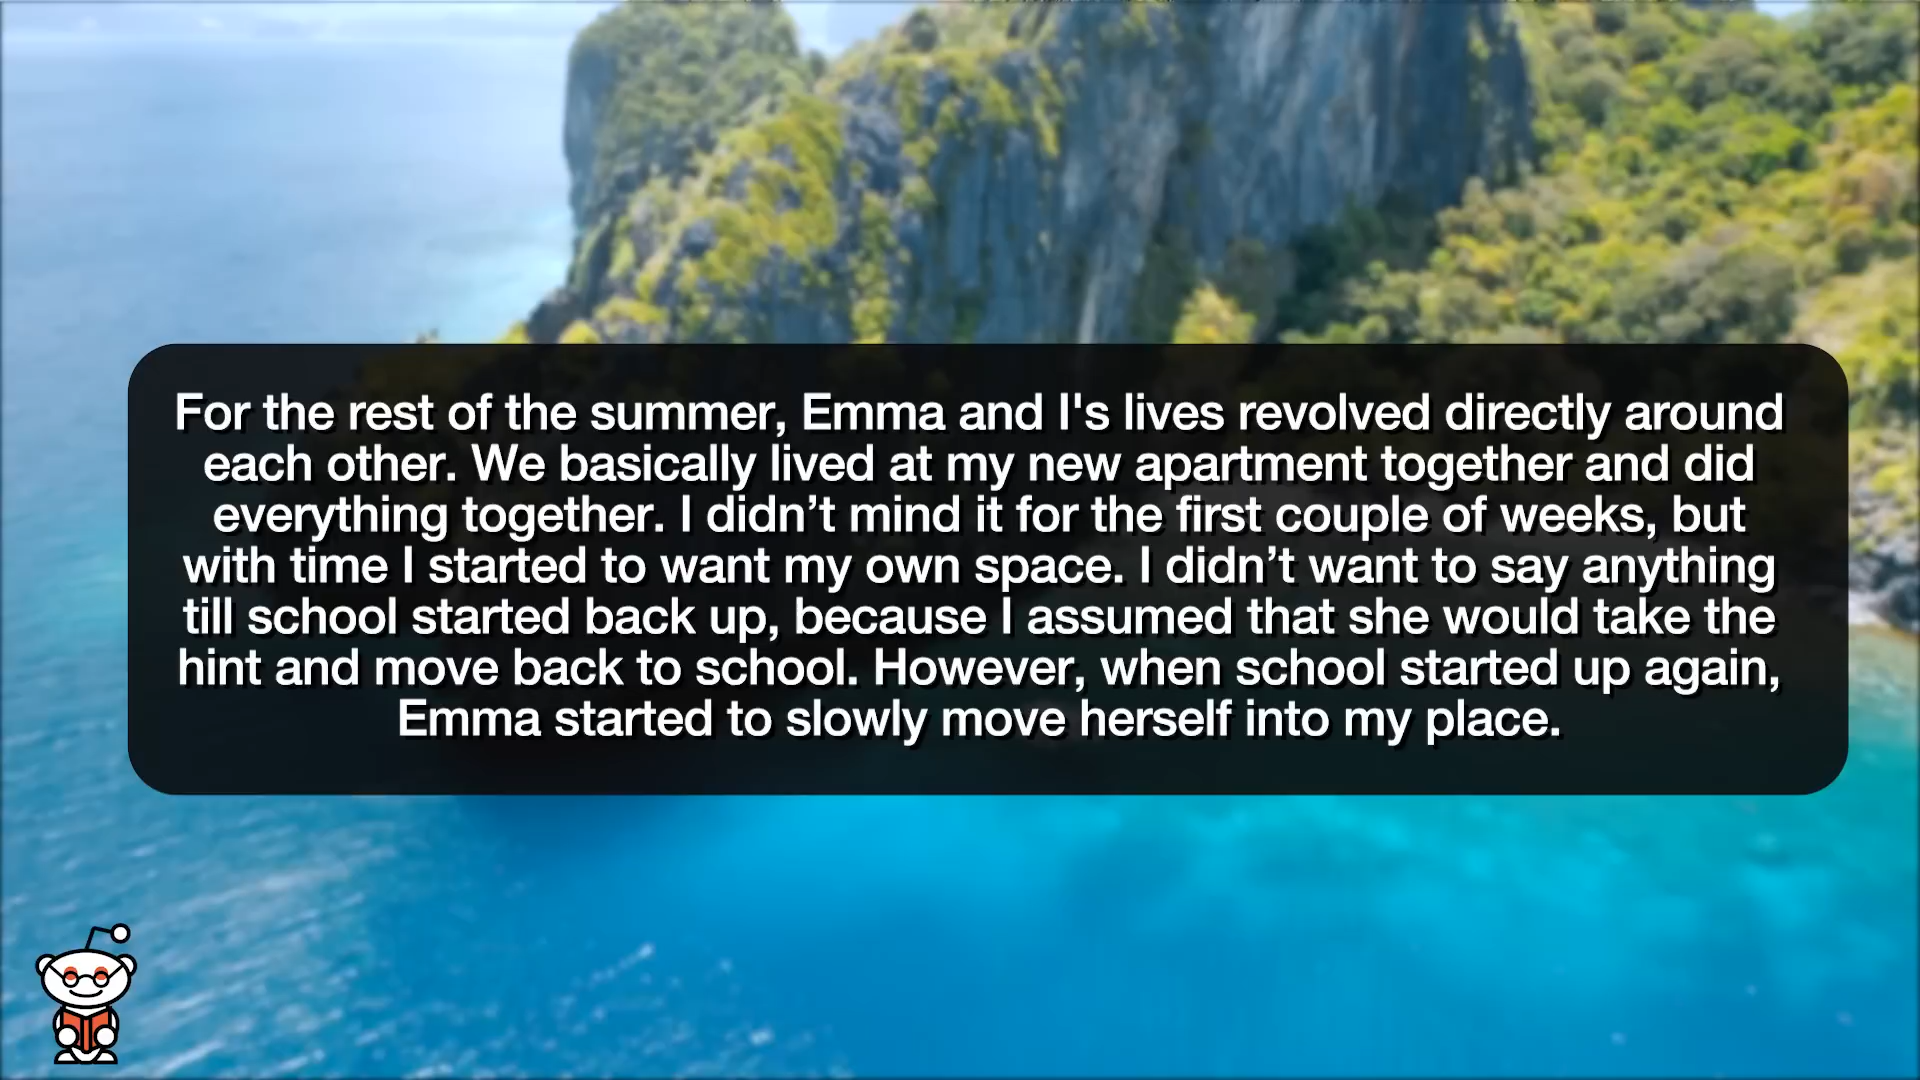 For the rest of the summer, Emma and I's lives revolved directly around
each other. We basically lived at my new apartment together and did
everything together. I didn’t mind it for the first couple of weeks, but
with time I started to want my own space. I didn’t want to say anything
till school started back up, because I assumed that she would take the
hint and move back to school. However, when school started up again,
Emma started to slowly move herself into my place.